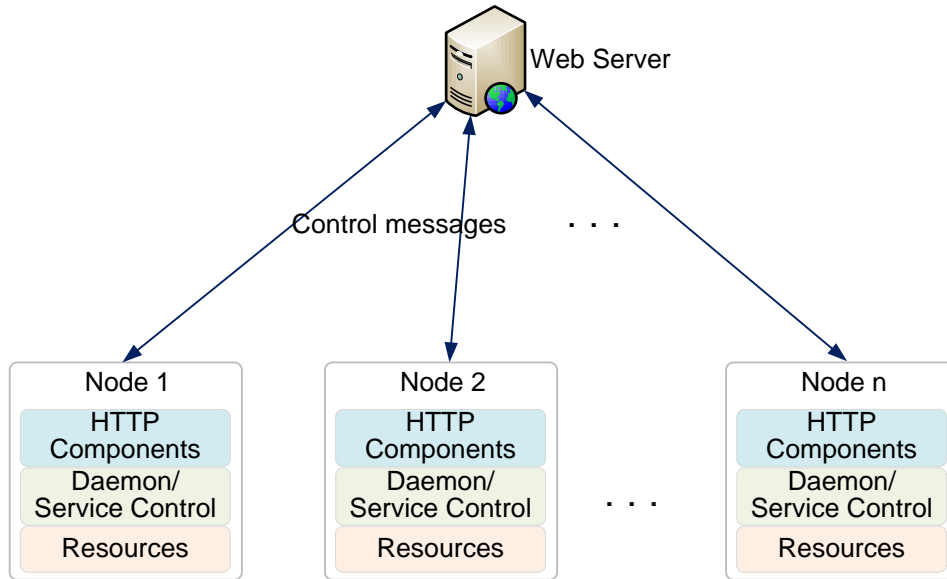 Web Server
Control messages
. . .
Node 1
HTTP
Components
Daemon/
Service Control
Resources
Node 2
HTTP
Components
Daemon/
Service Control
Resources
. . .
Node n
HTTP
Components
Daemon/
Service Control
Resources